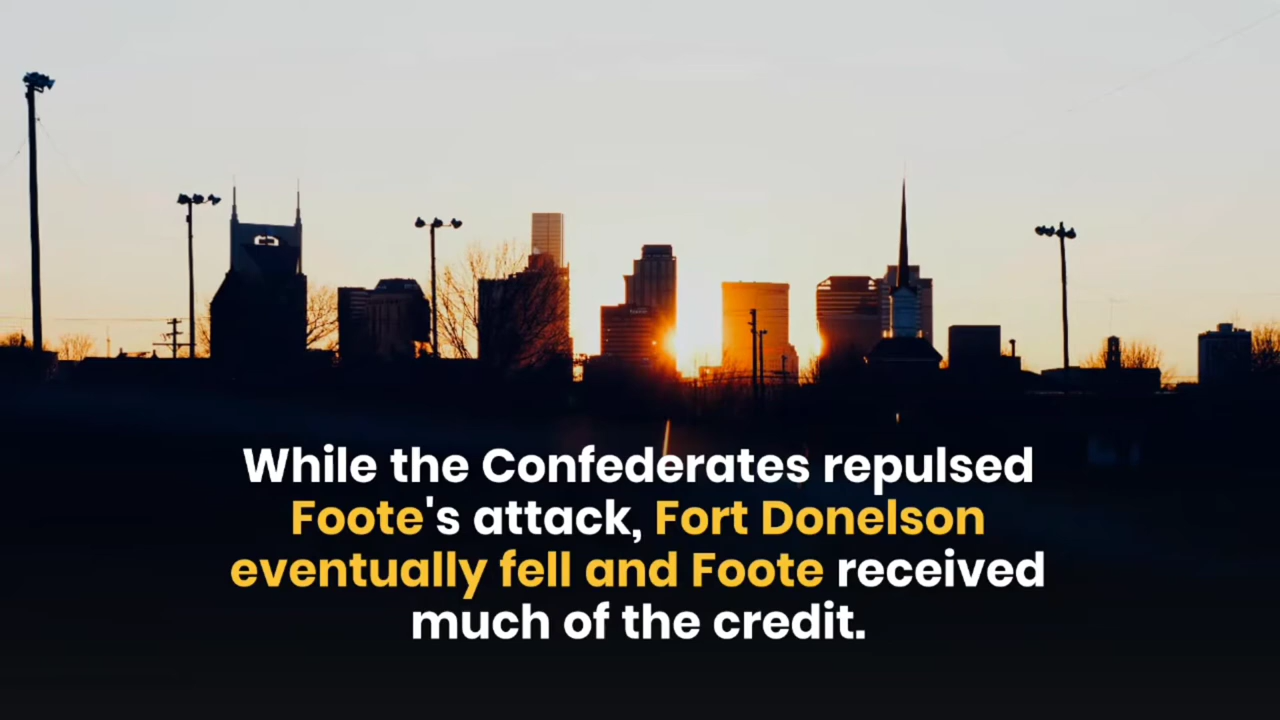 While the Confederates repulsed
Foote's attack, Fort Donelson
eventually fell and Foote received
much of the credit.